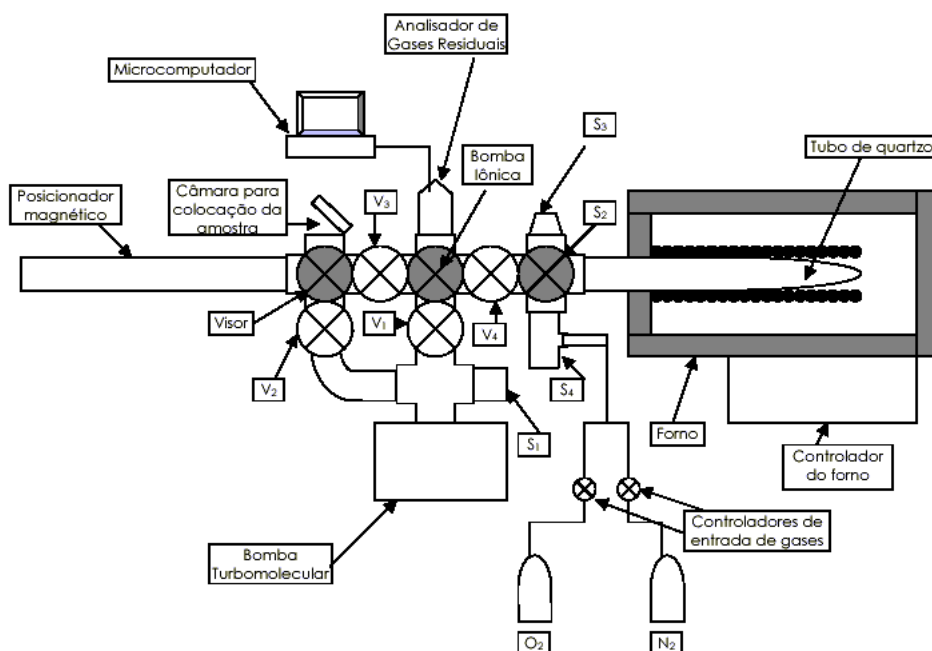 Analisador de
Gases Residuais
Microcomputador
S3
Bomba
Iônica
Tubo de quartzo
Posicionador
magnético
Câmara para
colocação da
amostra
V3
S2
Visor
V1
V4
V2
S4
S1
Forno
Controlador
do forno
Controladores de
entrada de gases
Bomba
Turbomolecular
O2
N2